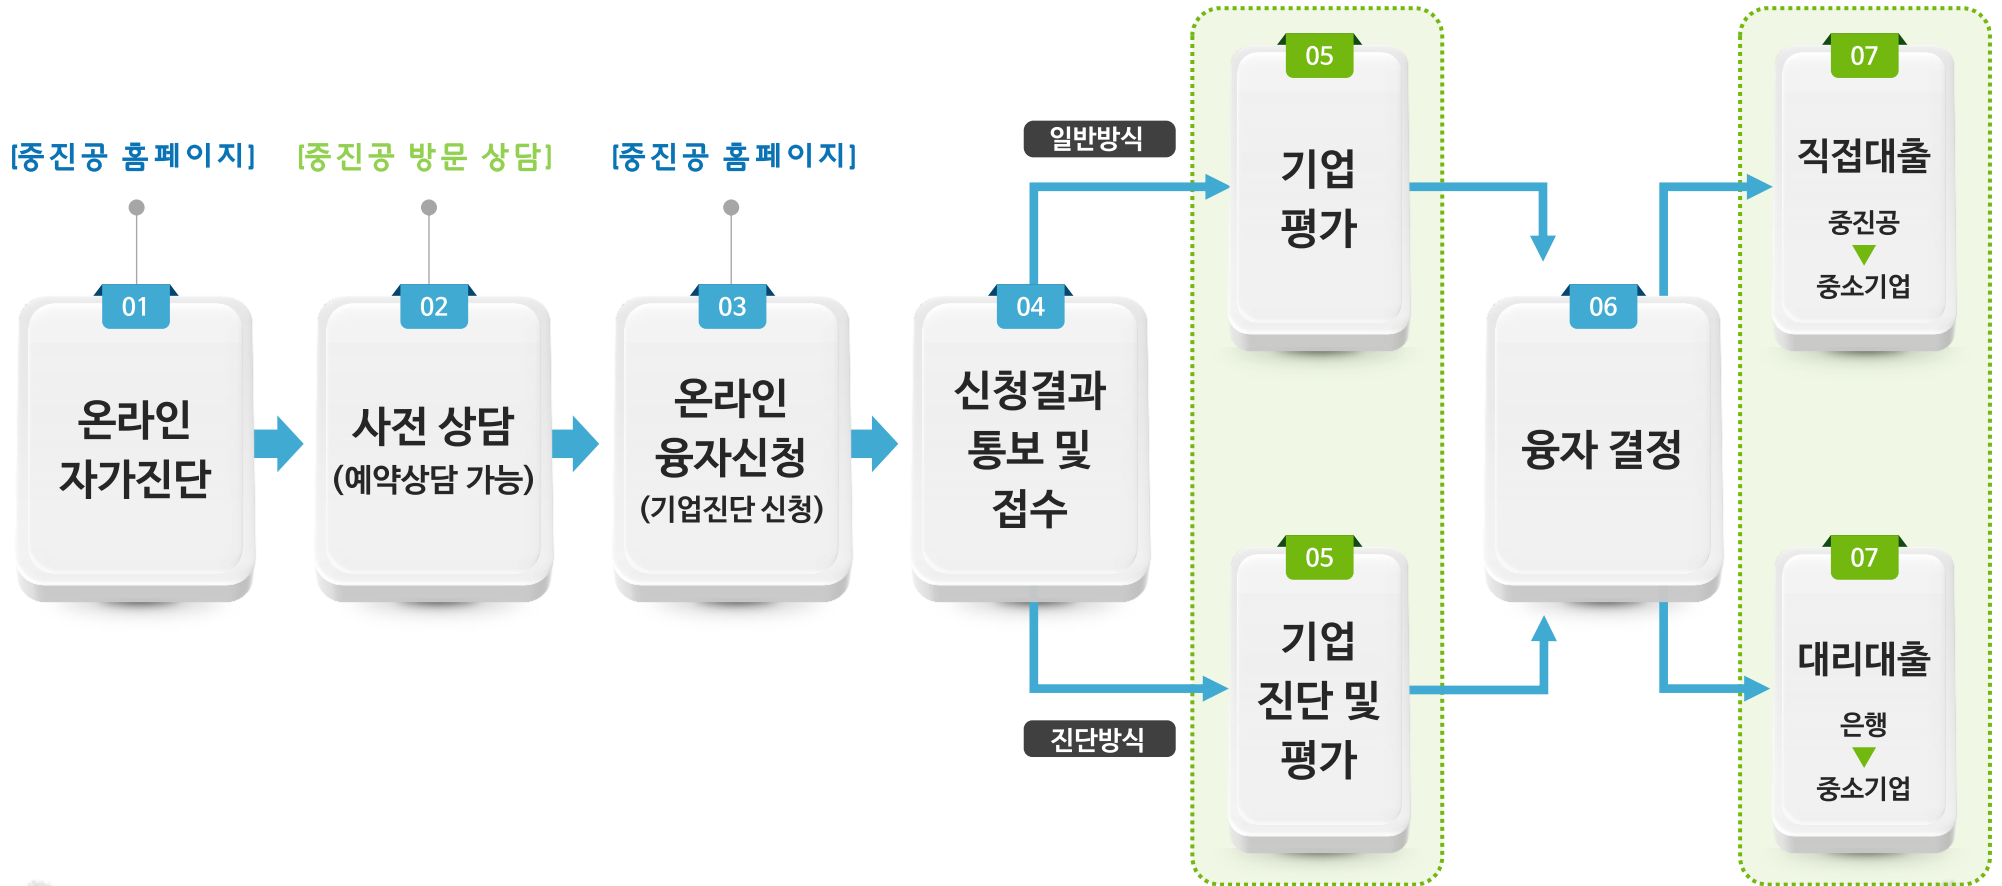 [중진공 홈페이지]
01
온라인
자가진단
[중진공 방문 상담]
02
사전 상담
(예약상담 가능)
[중진공 홈페이지]
03
온라인
융자신청
(기업진단 신청)
04
신청결과
통보 및
접수
일반방식
05
기업
평가
진단방식
05
기업
진단 및
평가
06
융자 결정
07
직접대출
중진공
중소기업
07
대리대출
은행
중소기업